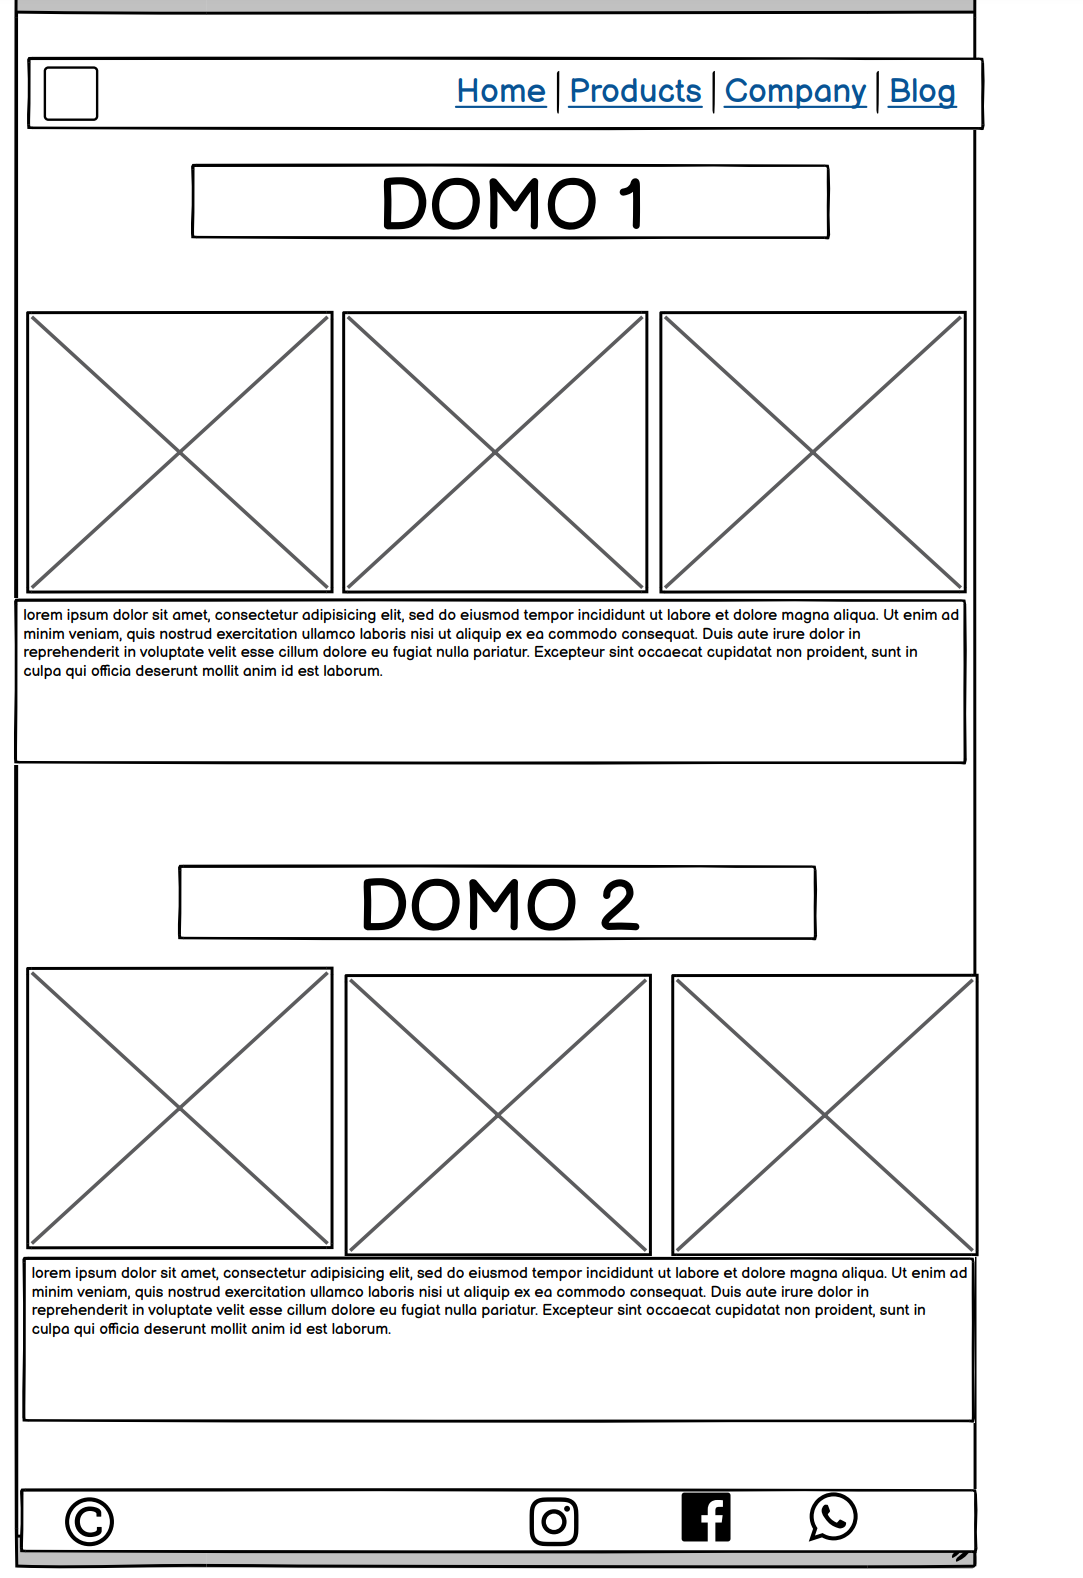 Home Products Company Blog
DOMO 1
lorem ipsum dolor sit amet, consectetur adipisicing elit, sed do eiusmod tempor incididunt ut labore et dolore magna aliqua. Ut enim ad
minim veniam, quis nostrud exercitation ullamco laboris nisi ut aliquip ex ea commodo consequat. Duis aute irure dolor in
reprehenderit in voluptate velit esse cillum dolore eu fugiat nulla pariatur. Excepteur sint occaecat cupidatat non proident, sunt in
culpa qui officia deserunt mollit anim id est laborum.
DOMO 2
lorem ipsum dolor sit amet, consectetur adipisicing elit, sed do eiusmod tempor incididunt ut labore et dolore magna aliqua. Ut enim ad
minim veniam, quis nostrud exercitation ullamco laboris nisi ut aliquip ex ea commodo consequat. Duis aute irure dolor in
reprehenderit in voluptate velit esse cillum dolore eu fugiat nulla pariatur. Excepteur sint occaecat cupidatat non proident, sunt in
culpa qui officia deserunt mollit anim id est laborum.
©